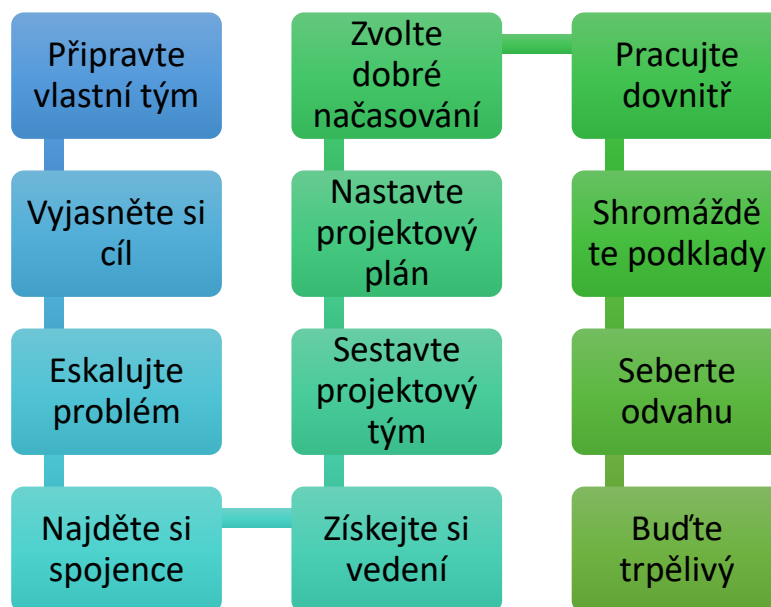 Připravte
vlastní tým
Vyjasněte si
cíl
Eskalujte
problém
Najděte si
spojence
Získejte si
vedení
Sestavte
projektový
tým
Nastavte
projektový
plán
Zvolte
dobré
načasování
Pracujte
dovnitř
Shromáždě
te podklady
Seberte
odvahu
Buďte
trpělivý